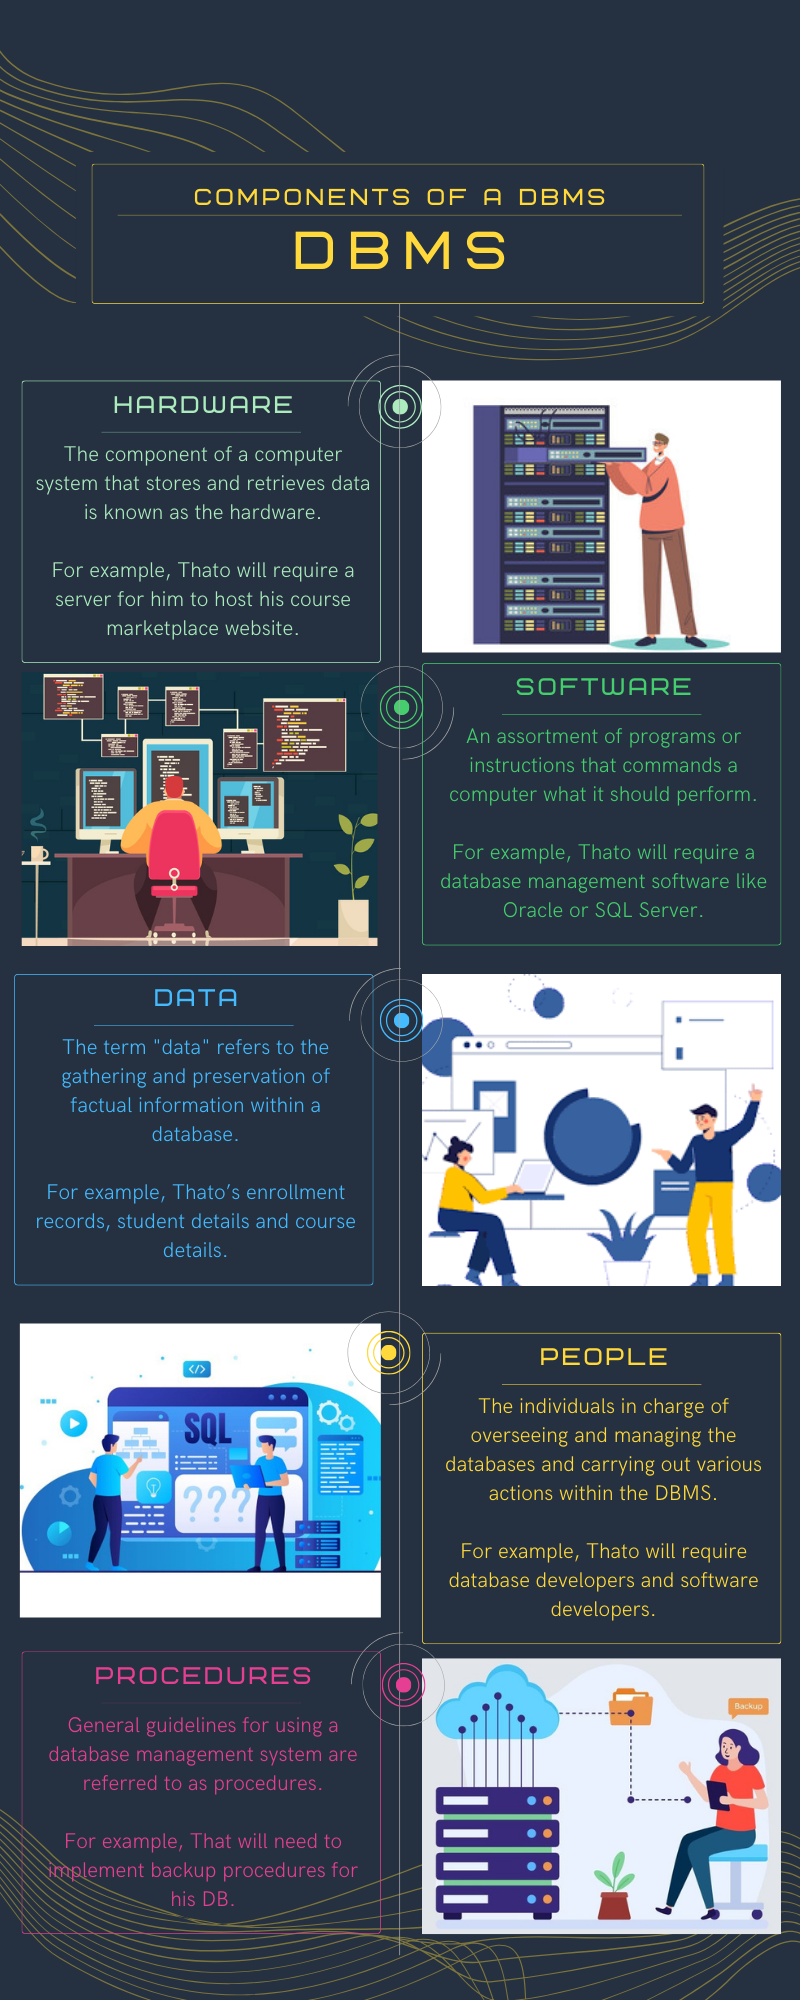 COMPONENTS OF A DBMS
DBMS
HARDWARE
The component of a computer
system that stores and retrieves data
is known as the hardware.
For example, Thato will require a
server for him to host his course
marketplace website.
SOFTWARE
An assortment of programs or
instructions that commands a
computer what it should perform.
For example, Thato will require a
database management software like
Oracle or SQL Server.
DATA
The term "data" refers to the
gathering and preservation of
factual information within a
database.
For example, Thato’s enrollment
records, student details and course
details.
</>
SQL
???
PEOPLE
The individuals in charge of
overseeing and managing the
databases and carrying out various
actions within the DBMS.
For example, Thato will require
database developers and software
developers.
PROCEDURES
General guidelines for using a
database management system are
referred to as procedures.
For example, That will need to
implement backup procedures for
his DB.
Backup